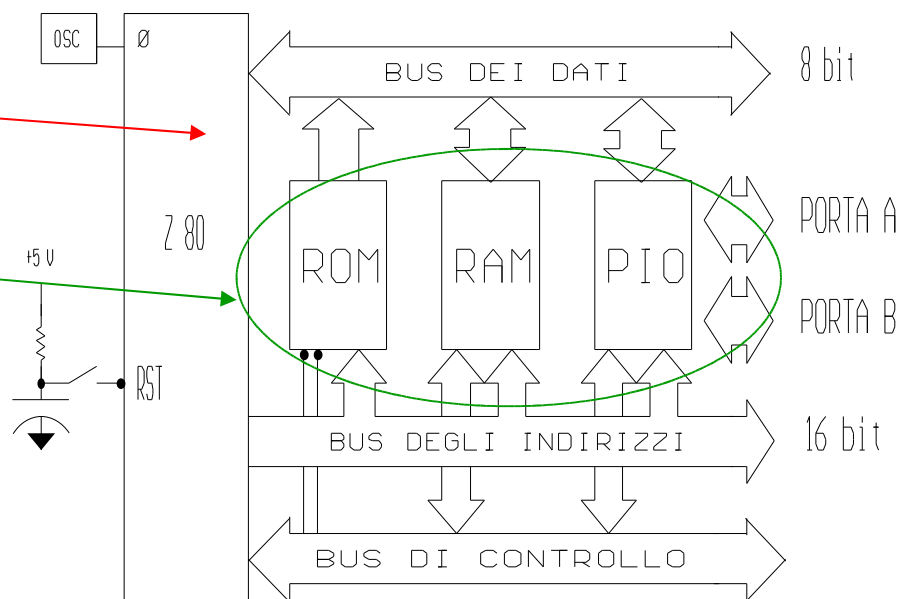 OSC
Ø
BUS DEI DATI
8 bit
Z 80
+5 V
ROM
RAM
PIO
PORTA A
PORTA B
RST
BUS DEGLI INDIRIZZI
16 bit
BUS DI CONTROLLO